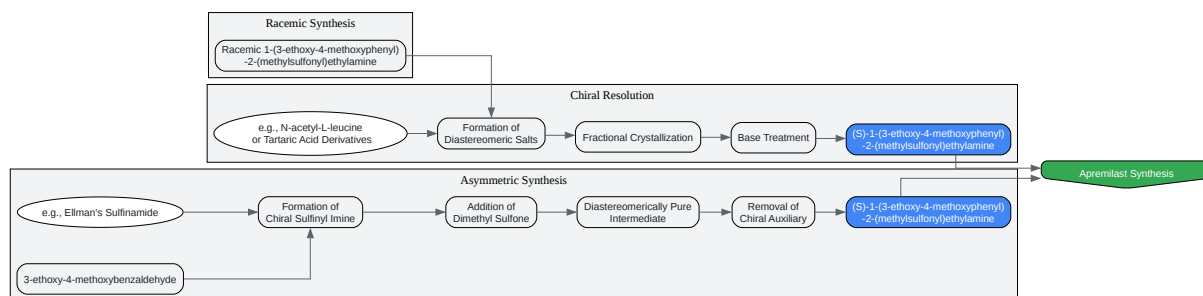 Racemic Synthesis
Racemic 1-(3-ethoxy-4-methoxyphenyl)
-2-(methylsulfonyl)ethylamine
Chiral Resolution
e.g., N-acetyl-L-leucine
or Tartaric Acid Derivatives
Formation of
Diastereomeric Salts
Fractional Crystallization
Base Treatment
(S)-1-(3-ethoxy-4-methoxyphenyl)
-2-(methylsulfonyl)ethylamine
Apremilast Synthesis
Asymmetric Synthesis
e.g., Ellman's Sulfinamide
Formation of
Chiral Sulfinyl Imine
Addition of
Dimethyl Sulfone
Diastereomerically Pure
Intermediate
Removal of
Chiral Auxiliary
(S)-1-(3-ethoxy-4-methoxyphenyl)
-2-(methylsulfonyl)ethylamine
3-ethoxy-4-methoxybenzaldehyde